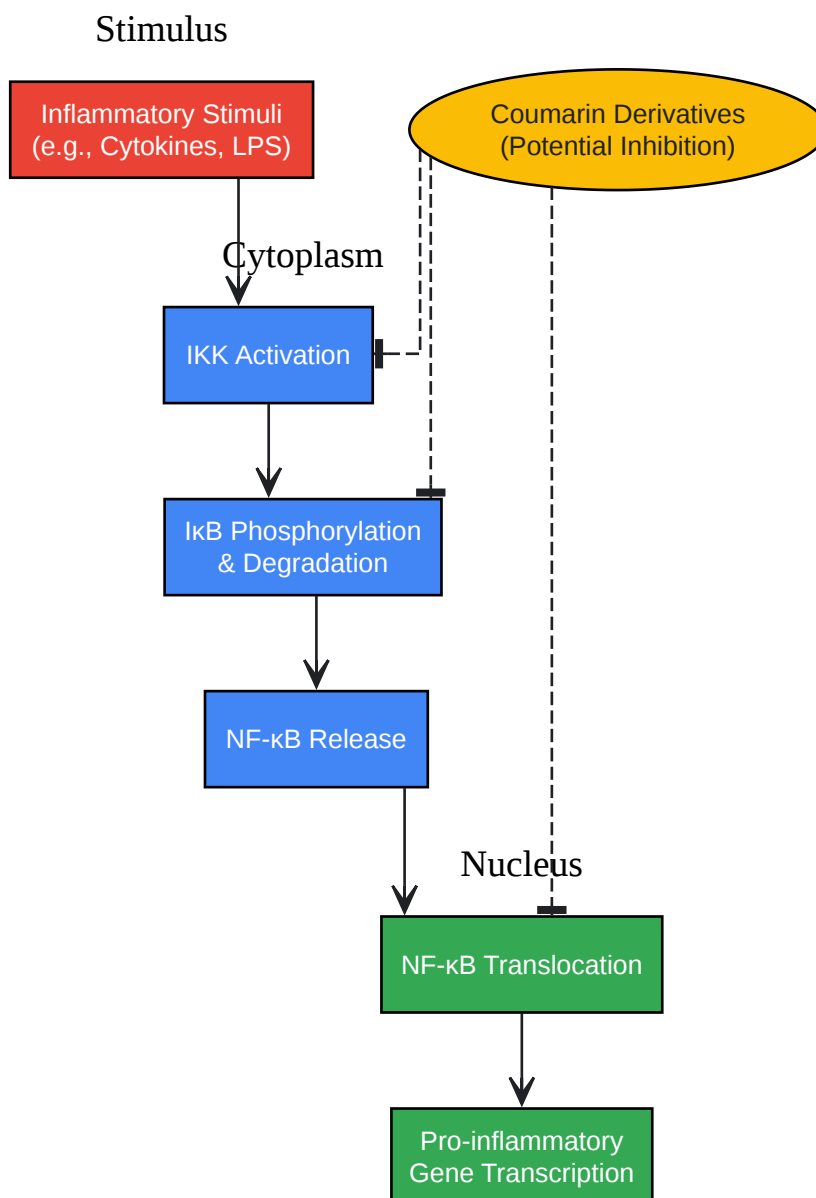 Stimulus
Inflammatory Stimuli
(e.g., Cytokines, LPS)
Coumarin Derivatives
(Potential Inhibition)
Cytoplasm
IKK Activation
IκB Phosphorylation
& Degradation
NF-κB Release
Nucleus
NF-κB Translocation
Pro-inflammatory
Gene Transcription